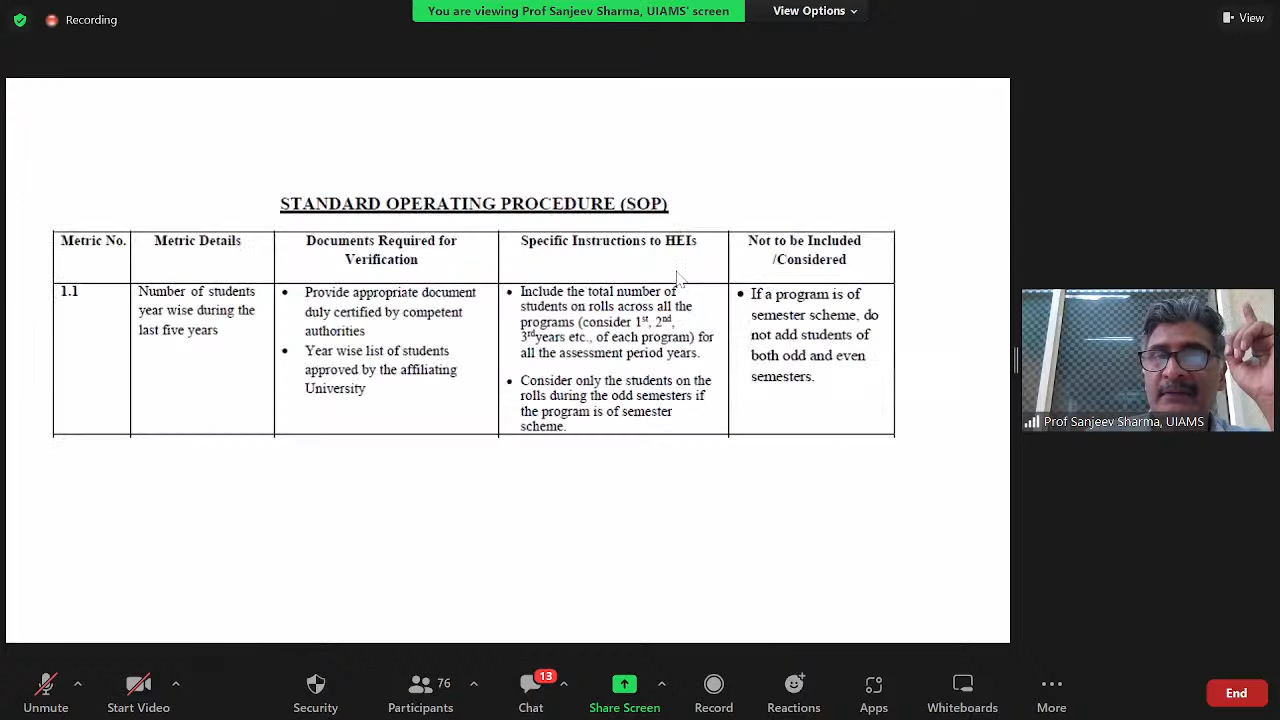 Recording
You are viewing Prof Sanjeev Sharma, UIAMS' screen
View Options
View
STANDARD OPERATING PROCEDURE (SOP)
Metric No.
Metric Details
Documents Required for
Verification
Specific Instructions to HEIs
Not to be Included
/Considered
1.1
Number of students
year wise during the
last five years
• Provide appropriate document
duly certified by competent
authorities
• Year wise list of students
approved by the affiliating
University
• Include the total number of
students on rolls across all the
programs (consider 1st, 2nd,
3rdyears etc., of each program) for
all the assessment period years.
• Consider only the students on the
rolls during the odd semesters if
the program is of semester
scheme.
• If a program is of
semester scheme, do
not add students of
both odd and even
semesters.
Prof Sanjeev Sharma, UIAMS
Unmute
Start Video
Security
76
Participants
13
Chat
Share Screen
Record
Reactions
Apps
Whiteboards
More
End